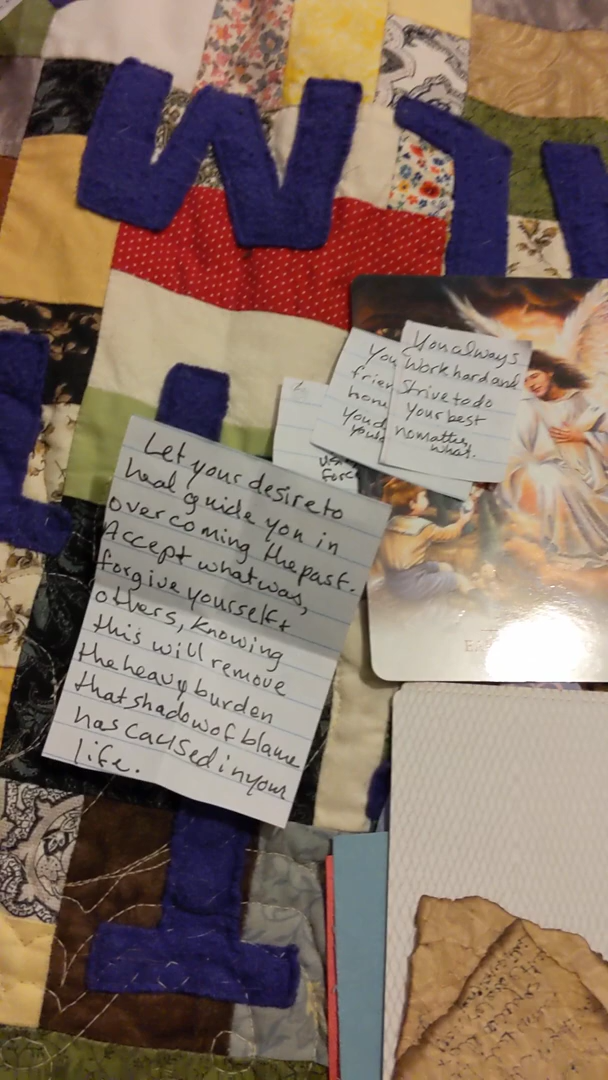 W
You always
Work hard and
Strive to do
your best
no matter
what.
You
Let your desire to
heal guide you in
overcoming the past.
Accept what was,
forgive yourself +
others, knowing
this will remove
the heavy burden
that shadow of blame
has caused in your
life.
I